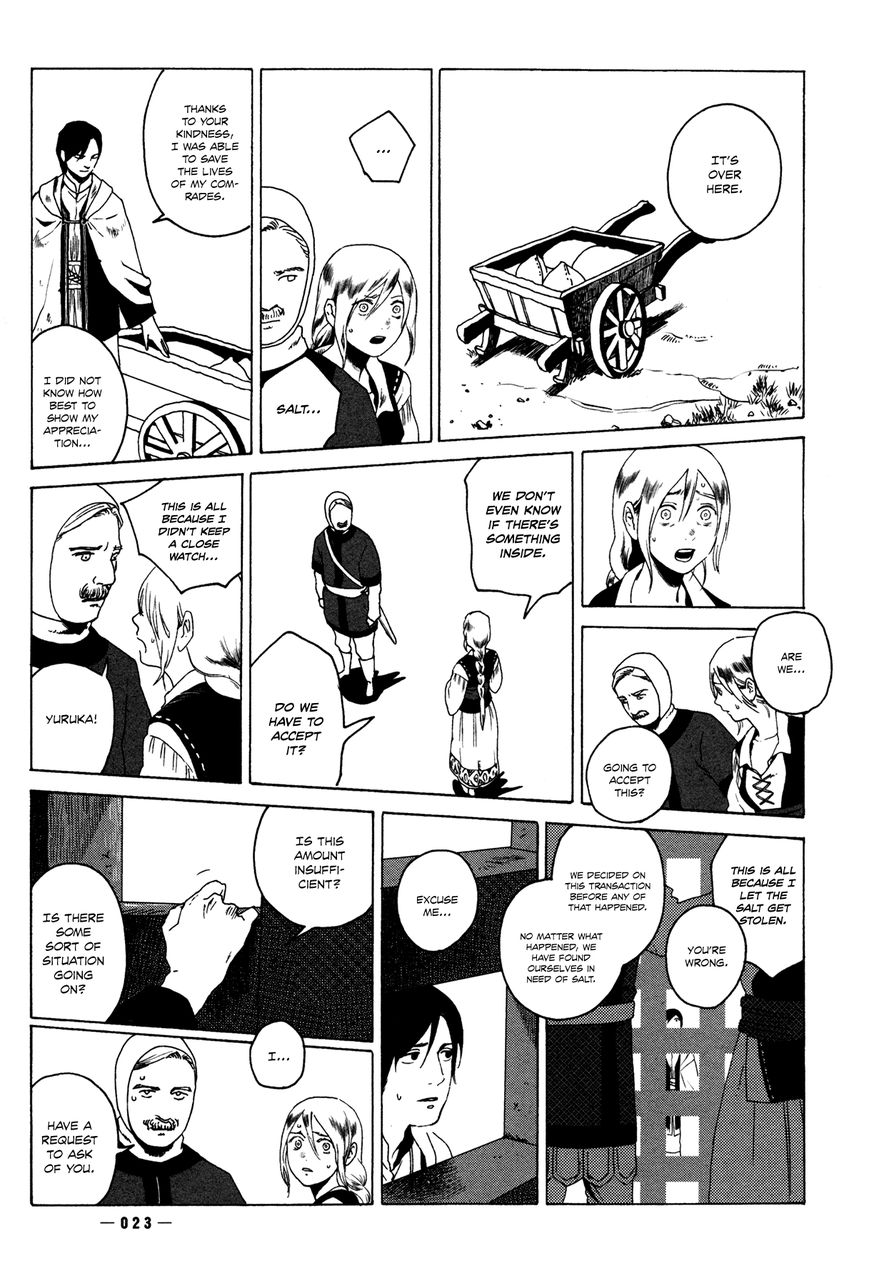 IT'S
OVER
HERE.
...
SALT...
THANKS
TO YOUR
KINDNESS,
I WAS ABLE
TO SAVE
THE LIVES
OF MY COM-
RADES.
I DID NOT
KNOW HOW
BEST TO
SHOW MY
APPRECIA-
TION...
ARE
WE...
GOING TO
ACCEPT
THIS?
WE DON'T
EVEN KNOW
IF THERE'S
SOMETHING
INSIDE.
DO WE
HAVE TO
ACCEPT
IT?
THIS IS ALL
BECAUSE I
DIDN'T KEEP
A CLOSE
WATCH...
YURUKA!
THIS IS ALL
BECAUSE I
LET THE
SALT GET
STOLEN.
YOU'RE
WRONG.
WE DECIDED ON
THIS TRANSACTION
BEFORE ANY OF
THAT HAPPENED.
NO MATTER WHAT
HAPPENED, WE
HAVE FOUND
OURSELVES IN
NEED OF SALT.
EXCUSE
ME...
IS THIS
AMOUNT
INSUFFI-
CIENT?
IS THERE
SOME
SORT OF
SITUATION
GOING
ON?
I...
HAVE A
REQUEST
TO ASK
OF YOU.
— 023 —